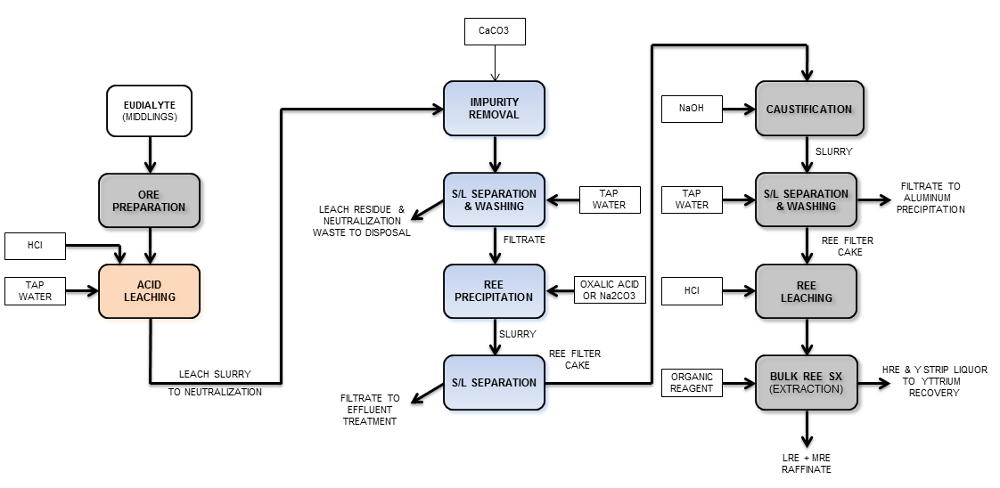 EUDIALYTE
(MIDDLINGS)
ORE
PREPARATION
HCl
TAP
WATER
ACID
LEACHING
LEACH SLURRY
TO NEUTRALIZATION
CaCO3
IMPURITY
REMOVAL
S/L SEPARATION
& WASHING
TAP
WATER
LEACH RESIDUE &
NEUTRALIZATION
WASTE TO DISPOSAL
FILTRATE
REE
PRECIPITATION
OXALIC ACID
OR Na2CO3
SLURRY
S/L SEPARATION
REE FILTER
CAKE
FILTRATE TO
EFFLUENT
TREATMENT
NaOH
CAUSTIFICATION
SLURRY
TAP
WATER
S/L SEPARATION
& WASHING
FILTRATE TO
ALUMINUM
PRECIPITATION
REE FILTER
CAKE
HCl
REE
LEACHING
ORGANIC
REAGENT
BULK REE SX
(EXTRACTION)
HRE & Y STRIP LIQUOR
TO YTTRIUM
RECOVERY
LRE + MRE
RAFFINATE